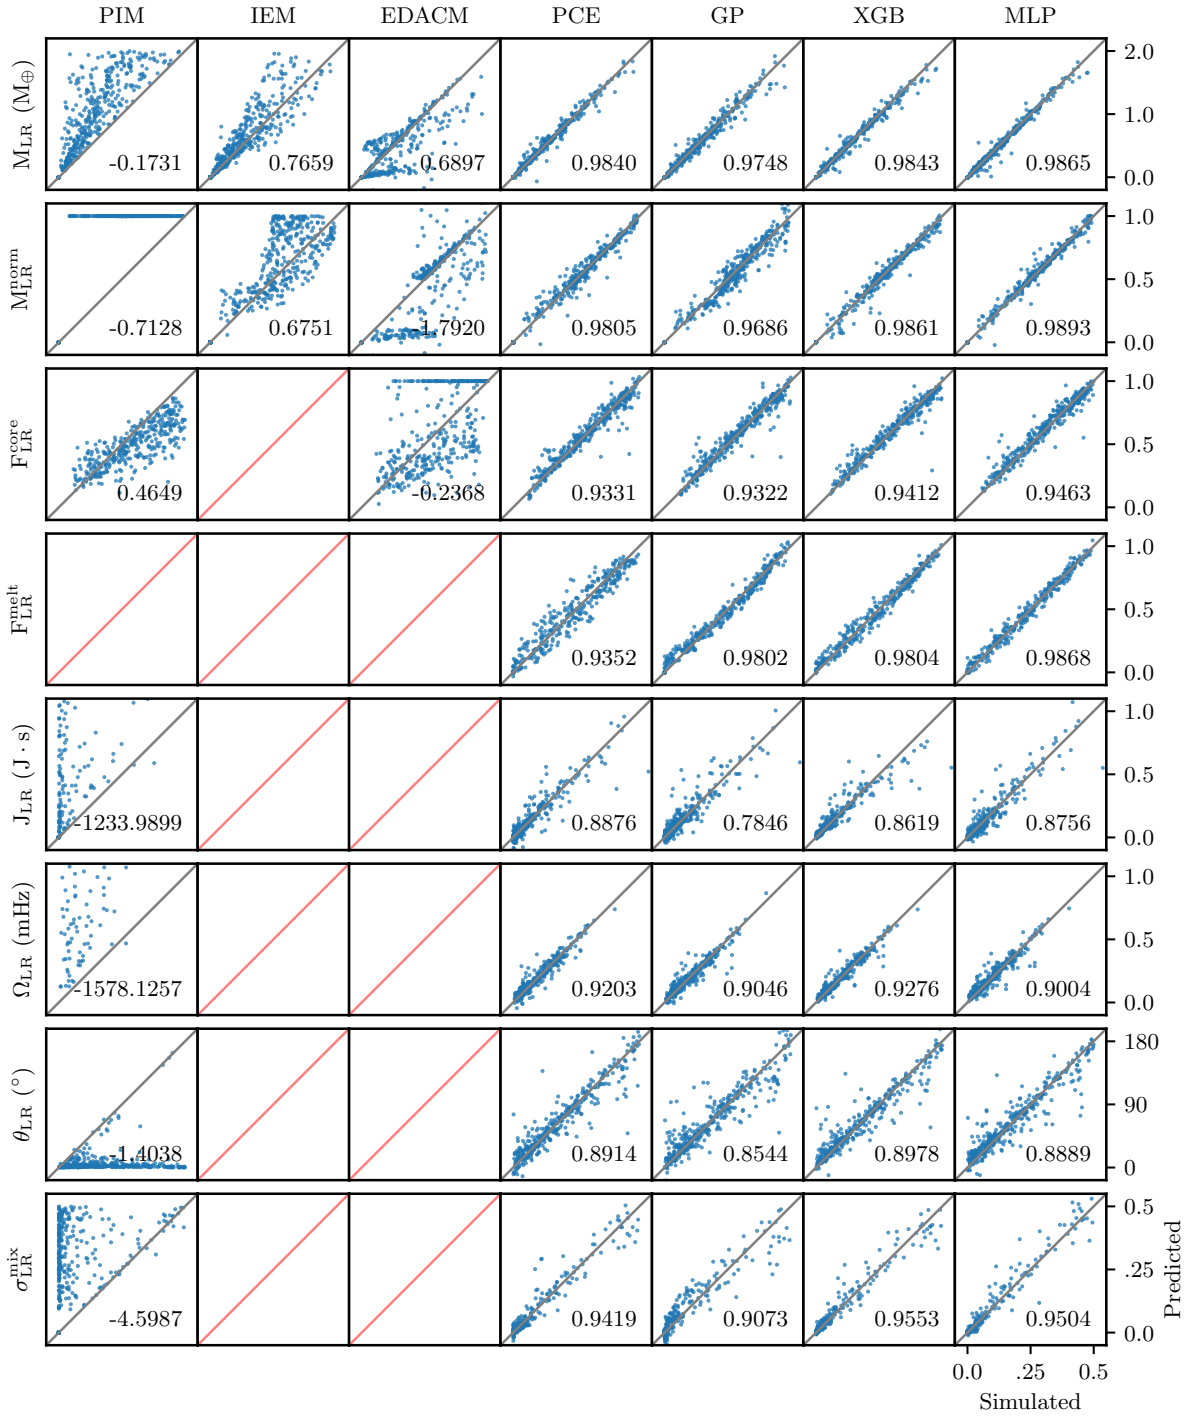 PIM IEM EDACM PCE GP XGB MLP
M_LR (M_⊕) -0.1731 0.7659 0.6897 0.9840 0.9748 0.9843 0.9865 2.0 1.0 0.0
M_LR^norm -0.7128 0.6751 -1.7920 0.9805 0.9686 0.9861 0.9893 1.0 0.5 0.0
F_LR^core 0.4649 -0.2368 0.9331 0.9322 0.9412 0.9463 1.0 0.5 0.0
F_LR^melt 0.9352 0.9802 0.9804 0.9868 1.0 0.5 0.0
J_LR (J · s) -1233.9899 0.8876 0.7846 0.8619 0.8756 1.0 0.5 0.0
Ω_LR (mHz) -1578.1257 0.9203 0.9046 0.9276 0.9004 1.0 0.5 0.0
θ_LR (°) -1.4038 0.8914 0.8544 0.8978 0.8889 180 90 0
σ_LR^mix -4.5987 0.9419 0.9073 0.9553 0.9504 0.5 .25 0.0
Predicted
0.0 .25 0.5
Simulated